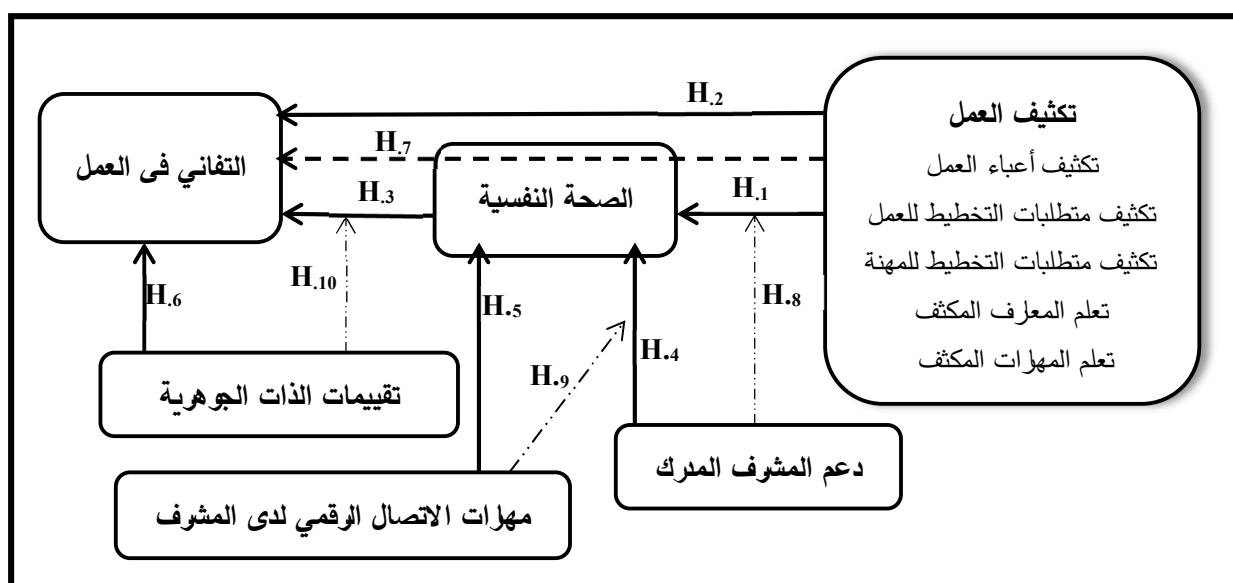 H.2
تكثيف العمل
تكثيف أعباء العمل
تكثيف متطلبات التخطيط للعمل
تكثيف متطلبات التخطيط للمهنة
تعلم المعارف المكثف
تعلم المهارات المكثف
H.7
H.1
الصحة النفسية
H.3
التفاني فى العمل
H.8
H.4
H.5
H.9
H.10
H.6
دعم المشرف المدرك
تقييمات الذات الجوهرية
مهارات الاتصال الرقمي لدى المشرف